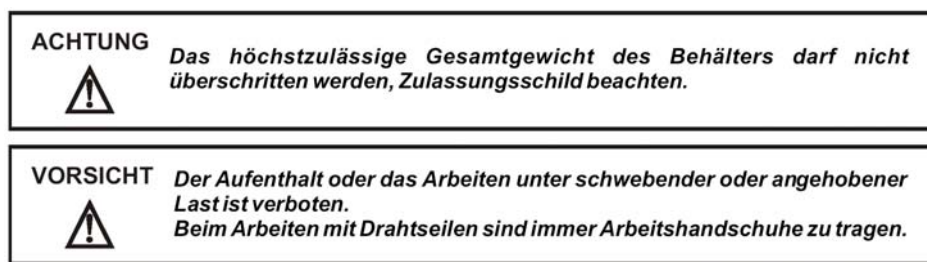 ACHTUNG
Das höchstzulässige Gesamtgewicht des Behälters darf nicht
überschritten werden, Zulassungsschild beachten.
VORSICHT
Der Aufenthalt oder das Arbeiten unter schwebender oder angehobener
Last ist verboten.
Beim Arbeiten mit Drahtseilen sind immer Arbeitshandschuhe zu tragen.